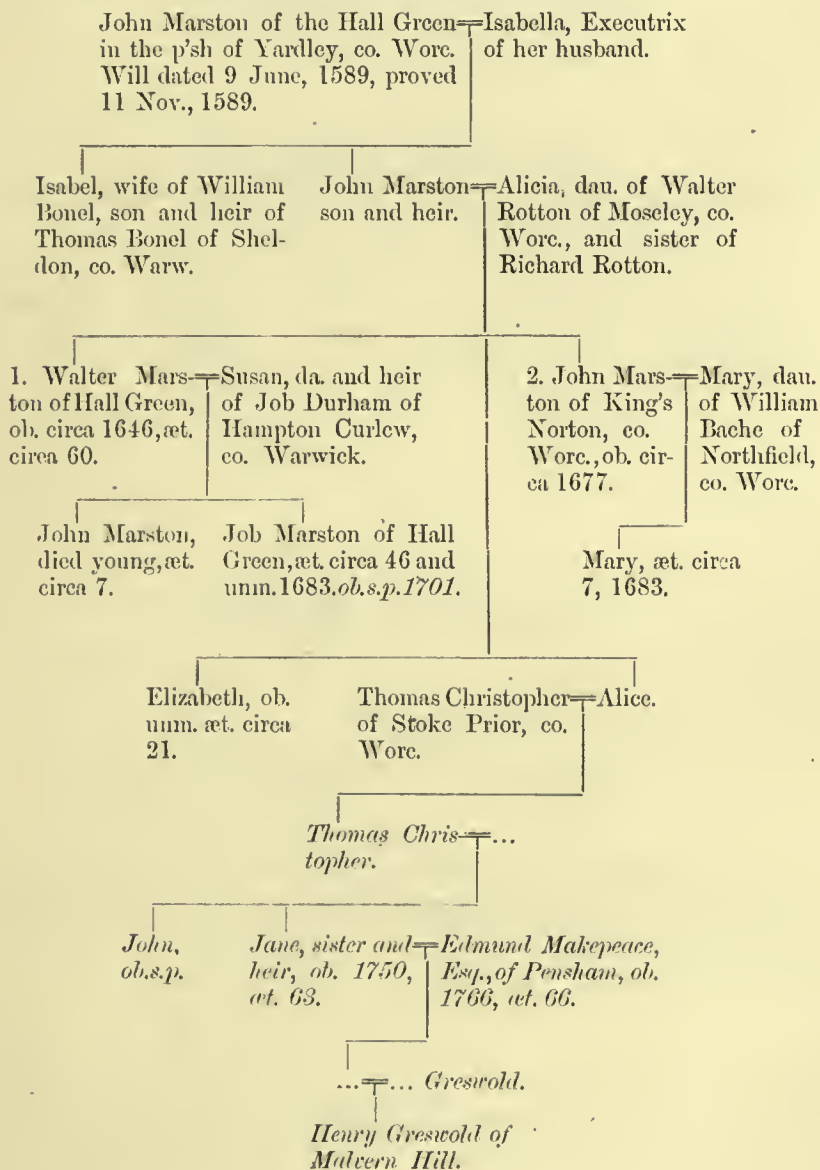 John Marston of the Hall Green=Isabella, Executrix
in the p'sh of Yardley, co. Worc. of her husband.
Will dated 9 June, 1589, proved
11 Nov., 1589.
Isabel, wife of William
Bonel, son and heir of
Thomas Bonel of Shel-
don, co. Warw.
John Marston=Alicia, dau. of Walter
son and heir. Rotton of Moseley, co.
Worc., and sister of
Richard Rotton.
1. Walter Mars-=Susan, da. and heir
ton of Hall Green, of Job Durham of
ob. circa 1646, æt. Hampton Curlew,
circa 60. co. Warwick.
2. John Mars-=Mary, dau.
ton of King's of William
Norton, co. Bache of
Worc., ob. cir- Northfield,
ca 1677. co. Worc.
John Marston,
died young, æt.
circa 7.
Job Marston of Hall
Green, æt. circa 46 and
unm. 1683. ob.s.p. 1701.
Mary, æt. circa
7, 1683.
Elizabeth, ob.
unm. æt. circa
21.
Thomas Christopher=Alice.
of Stoke Prior, co.
Worc.
Thomas Chris-=...
topher.
John,
ob.s.p.
Jane, sister and=Edmund Makepeace,
heir, ob. 1750, Esq., of Pensham, ob.
æt. 63. 1766, æt. 66.
...=... Greswold.
Henry Greswold of
Malvern Hill.